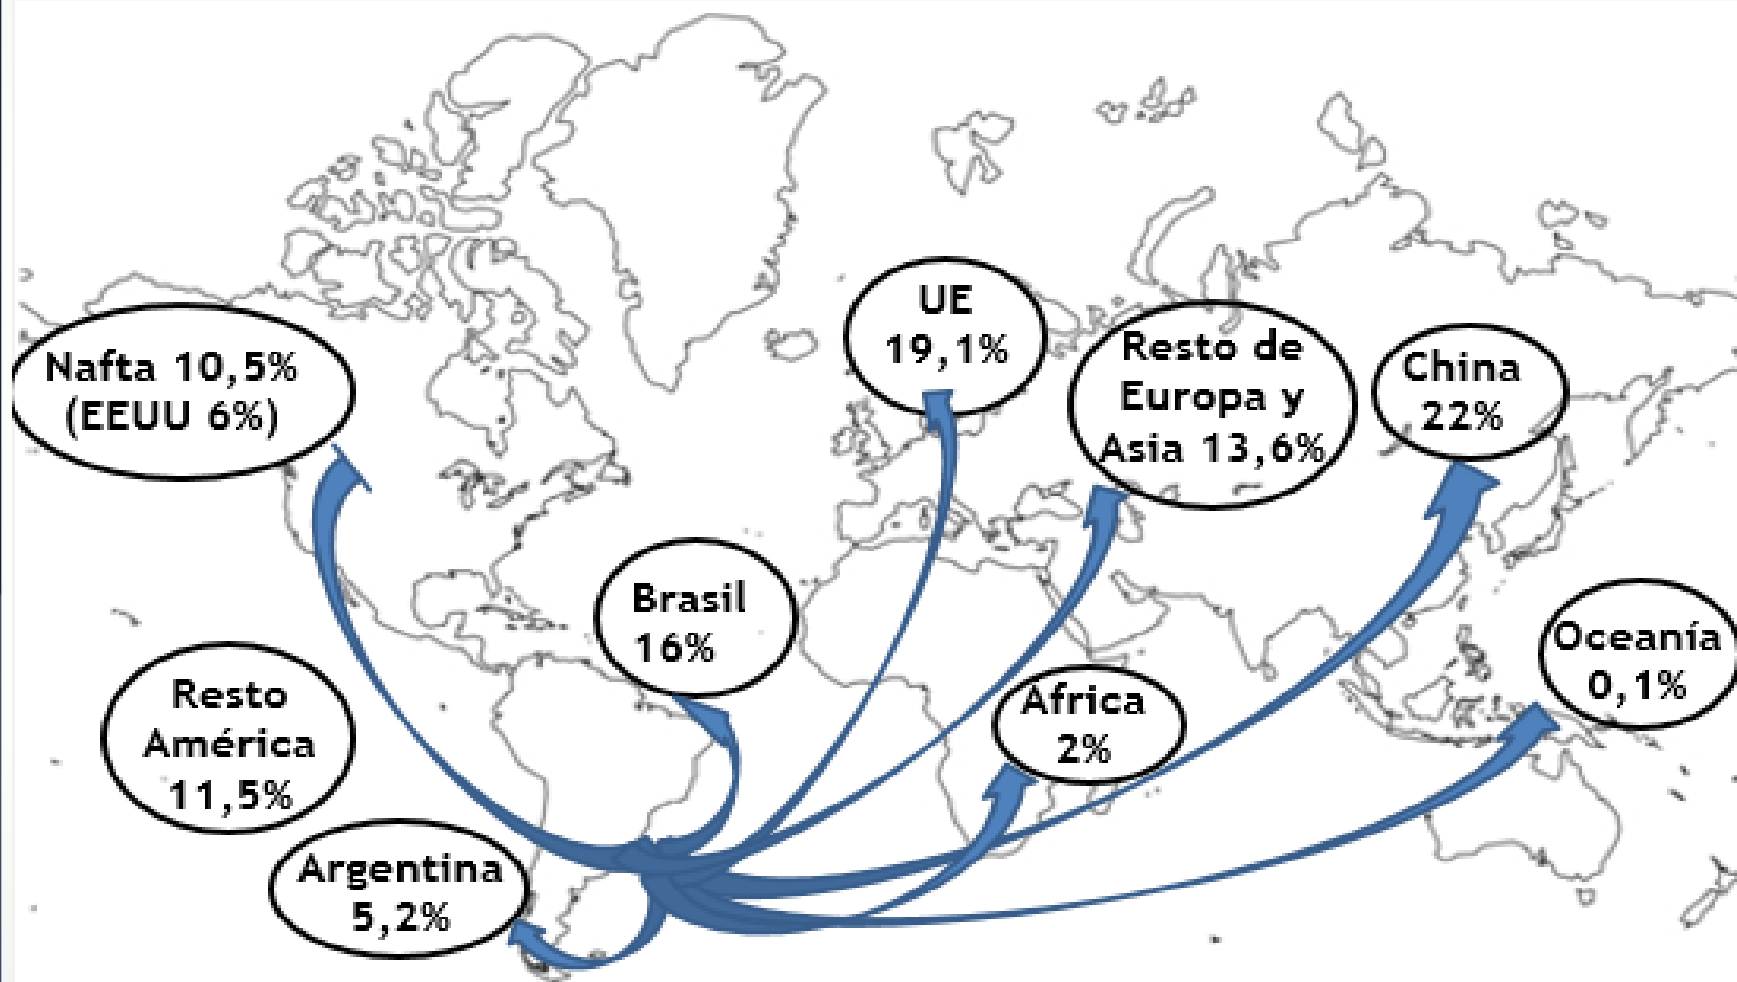 UE
19,1%
Resto de
Europa y
Asia 13,6%
China
22%
Nafta 10,5%
(EEUU 6%)
Brasil
16%
Oceanía
0,1%
Resto
América
11,5%
Africa
2%
Argentina
5,2%